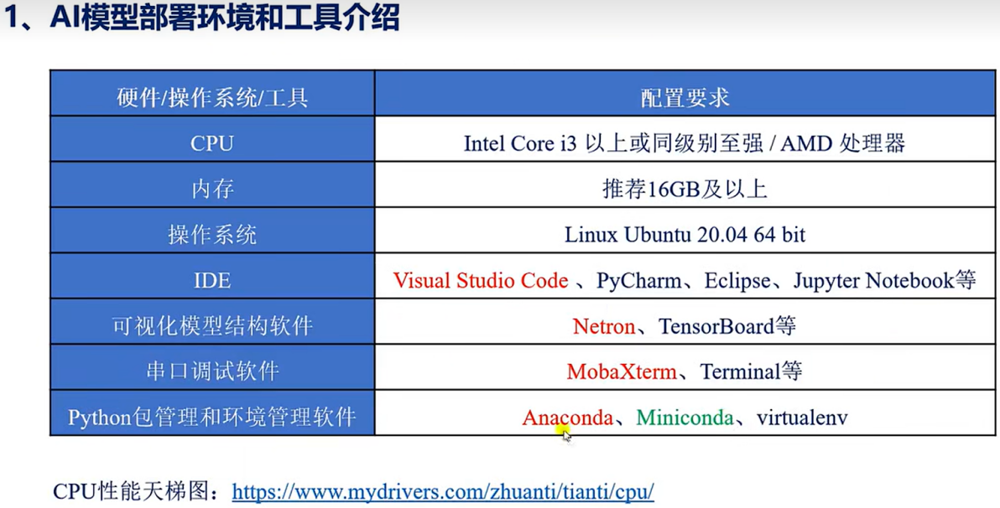 1、AI模型部署环境和工具介绍
硬件/操作系统/工具 配置要求
CPU Intel Core i3 以上或同级别至强 / AMD 处理器
内存 推荐16GB及以上
操作系统 Linux Ubuntu 20.04 64 bit
IDE Visual Studio Code 、PyCharm、Eclipse、Jupyter Notebook等
可视化模型结构软件 Netron、TensorBoard等
串口调试软件 MobaXterm、Terminal等
Python包管理和环境管理软件 Anaconda、Miniconda、virtualenv
CPU性能天梯图：https://www.mydrivers.com/zhuanti/tianti/cpu/